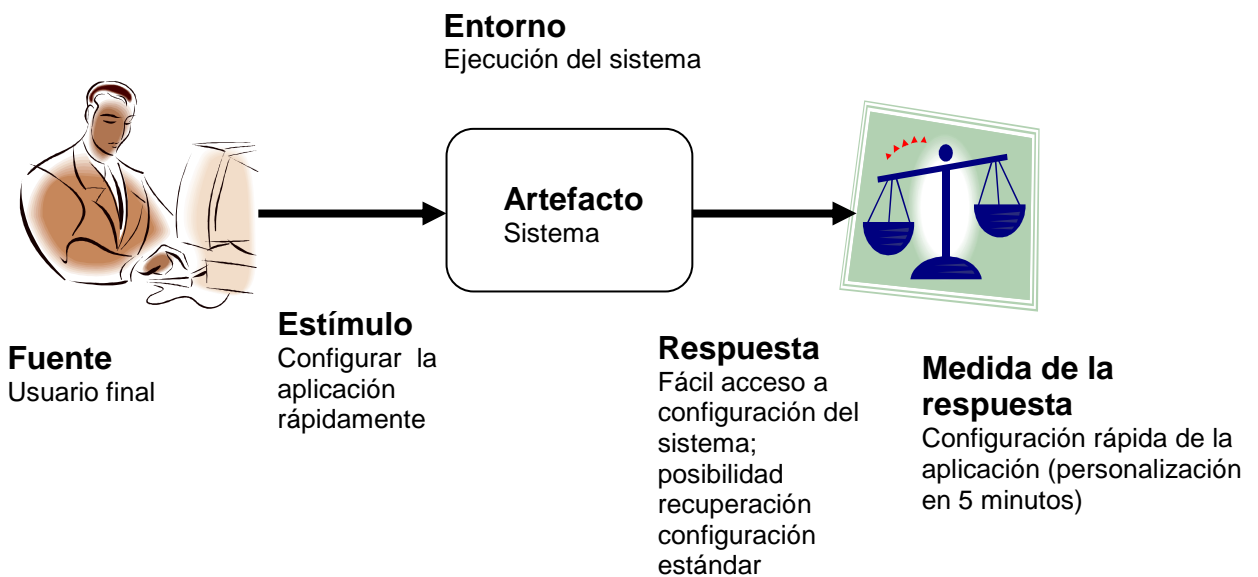 Entorno
Ejecución del sistema
Artefacto
Sistema
Fuente
Usuario final
Estímulo
Configurar la
aplicación
rápidamente
Respuesta
Fácil acceso a
configuración del
sistema;
posibilidad
recuperación
configuración
estándar
Medida de la
respuesta
Configuración rápida de la
aplicación (personalización
en 5 minutos)